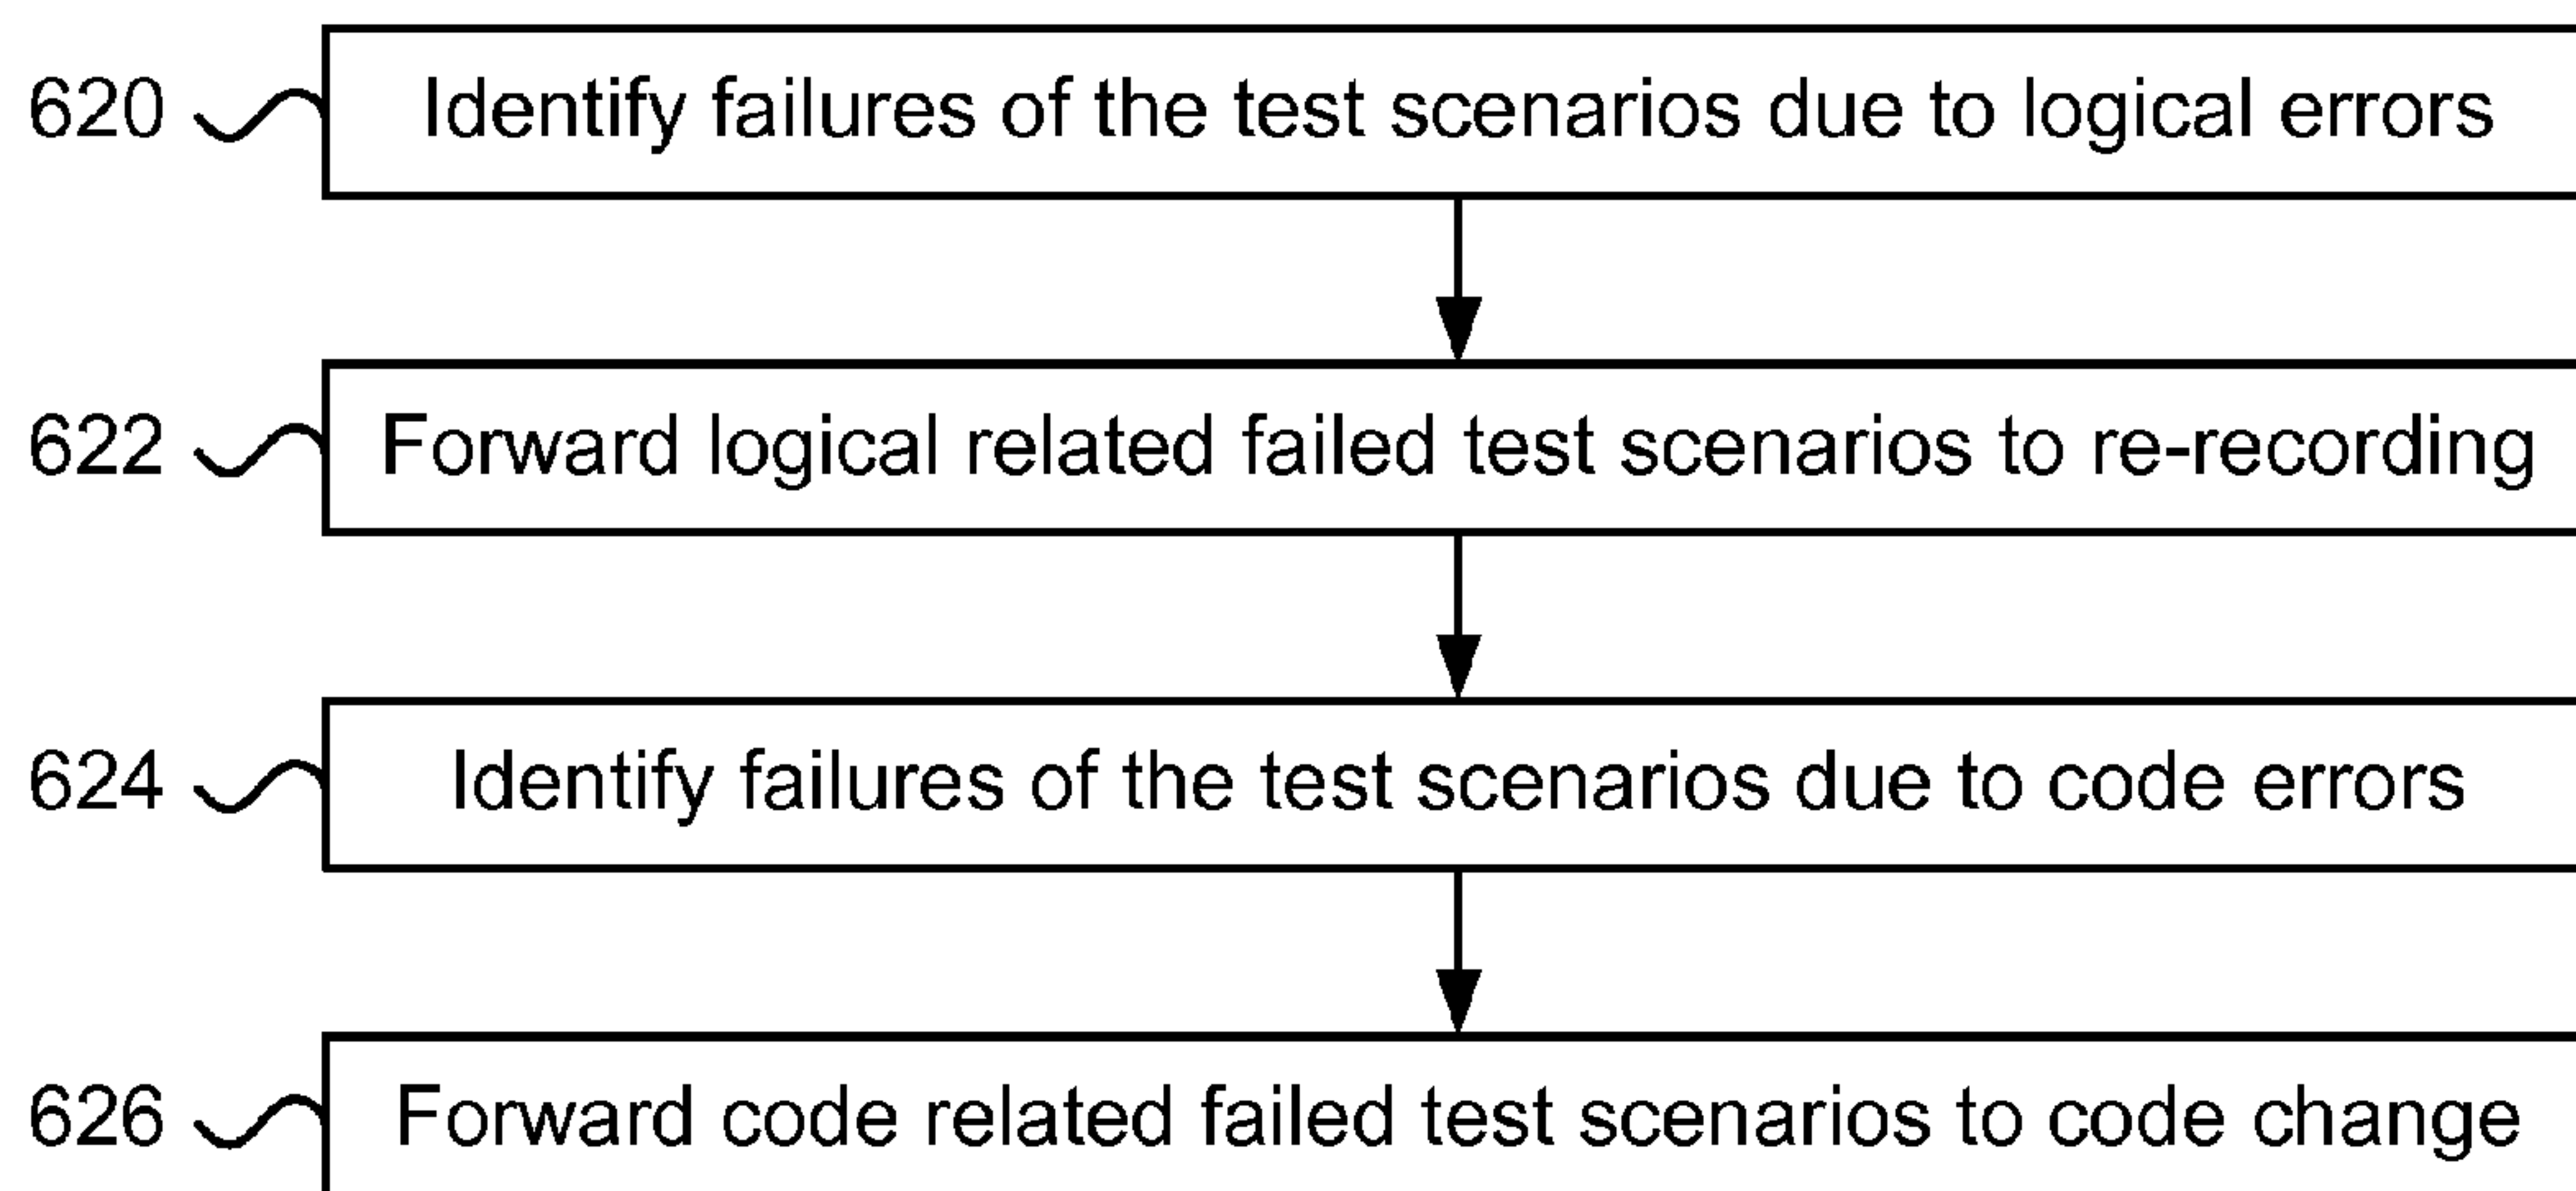 620 Identify failures of the test scenarios due to logical errors
622 Forward logical related failed test scenarios to re-recording
624 Identify failures of the test scenarios due to code errors
626 Forward code related failed test scenarios to code change